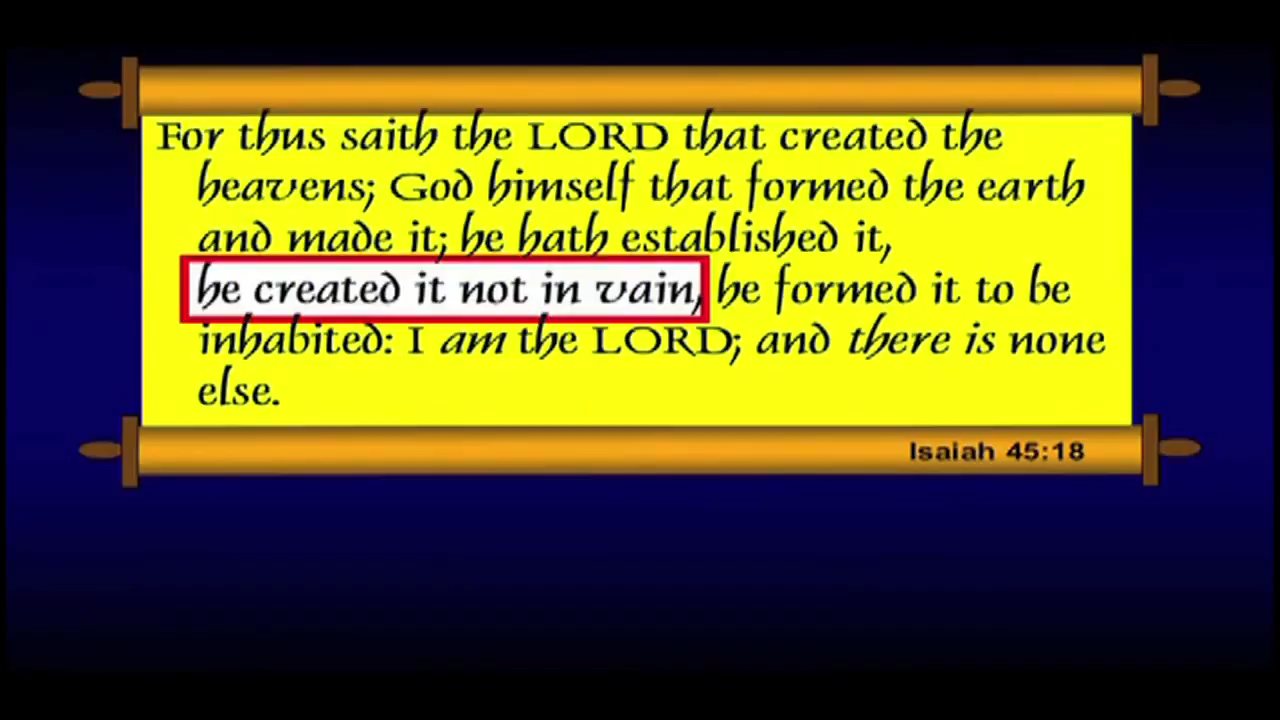 For thus saith the LORD that created the
heavens; God himself that formed the earth
and made it; he hath established it,
he created it not in vain, he formed it to be
inhabited: I am the LORD; and there is none
else.
Isaiah 45:18